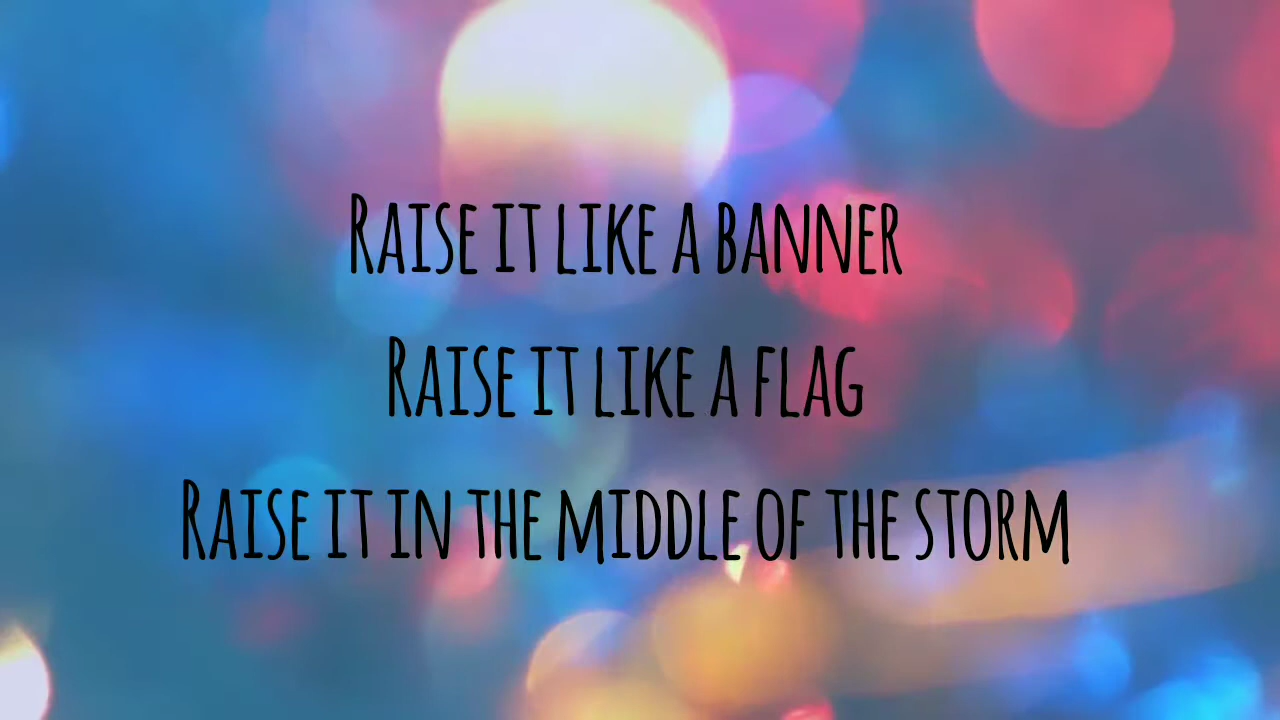 Raise it like a banner
Raise it like a flag
Raise it in the middle of the storm